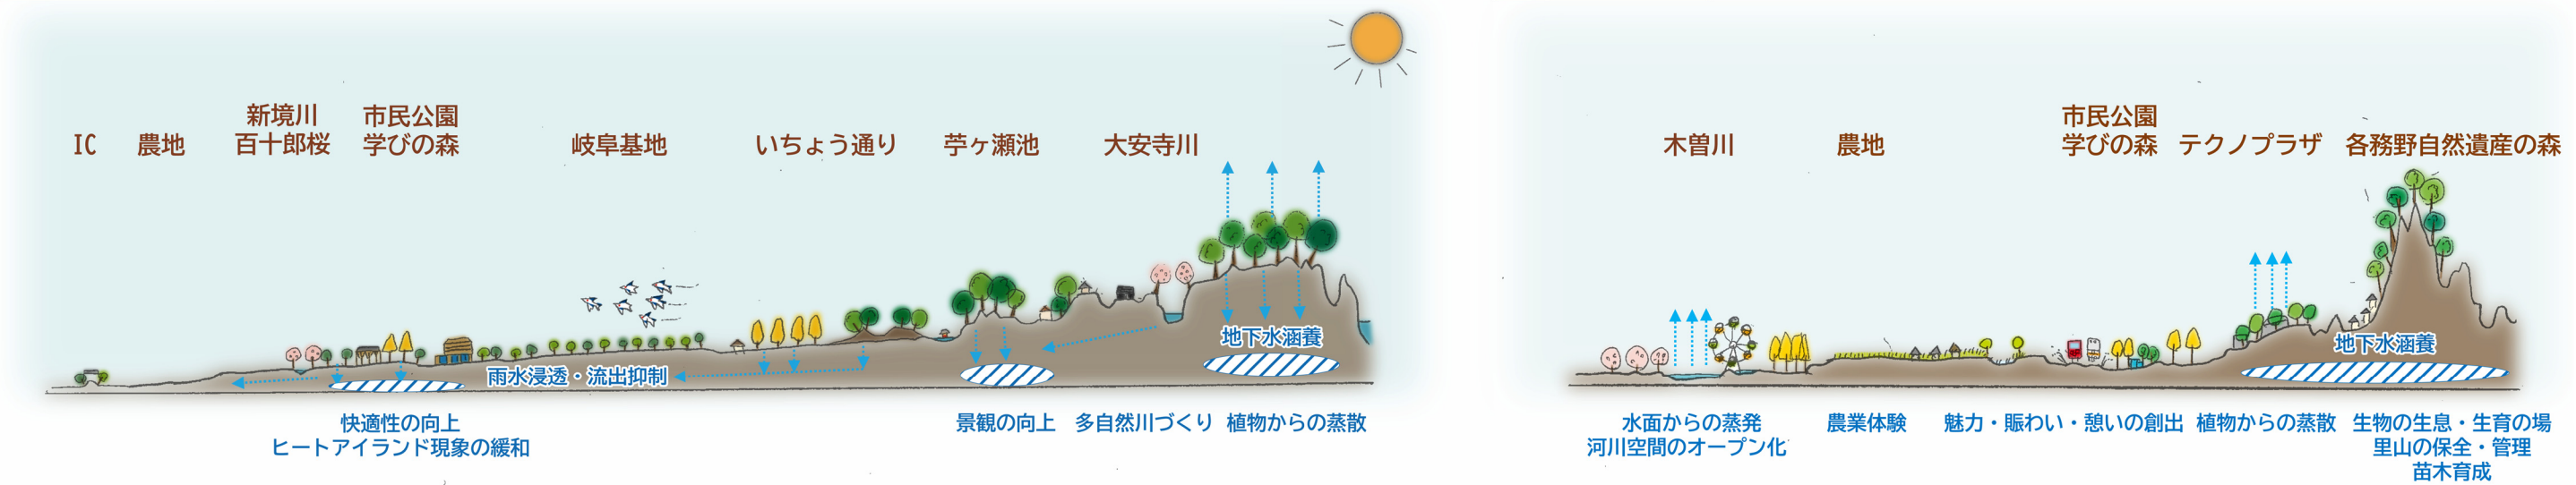 IC
農地
新境川
百十郎桜
市民公園
学びの森
岐阜基地
いちょう通り
苧ヶ瀬池
大安寺川
地下水涵養
雨水浸透・流出抑制
快適性の向上
ヒートアイランド現象の緩和
景観の向上
多自然川づくり
植物からの蒸散
木曽川
農地
市民公園
学びの森
テクノプラザ
各務野自然遺産の森
地下水涵養
水面からの蒸発
河川空間のオープン化
農業体験
魅力・賑わい・憩いの創出
植物からの蒸散
生物の生息・生育の場
里山の保全・管理
苗木育成